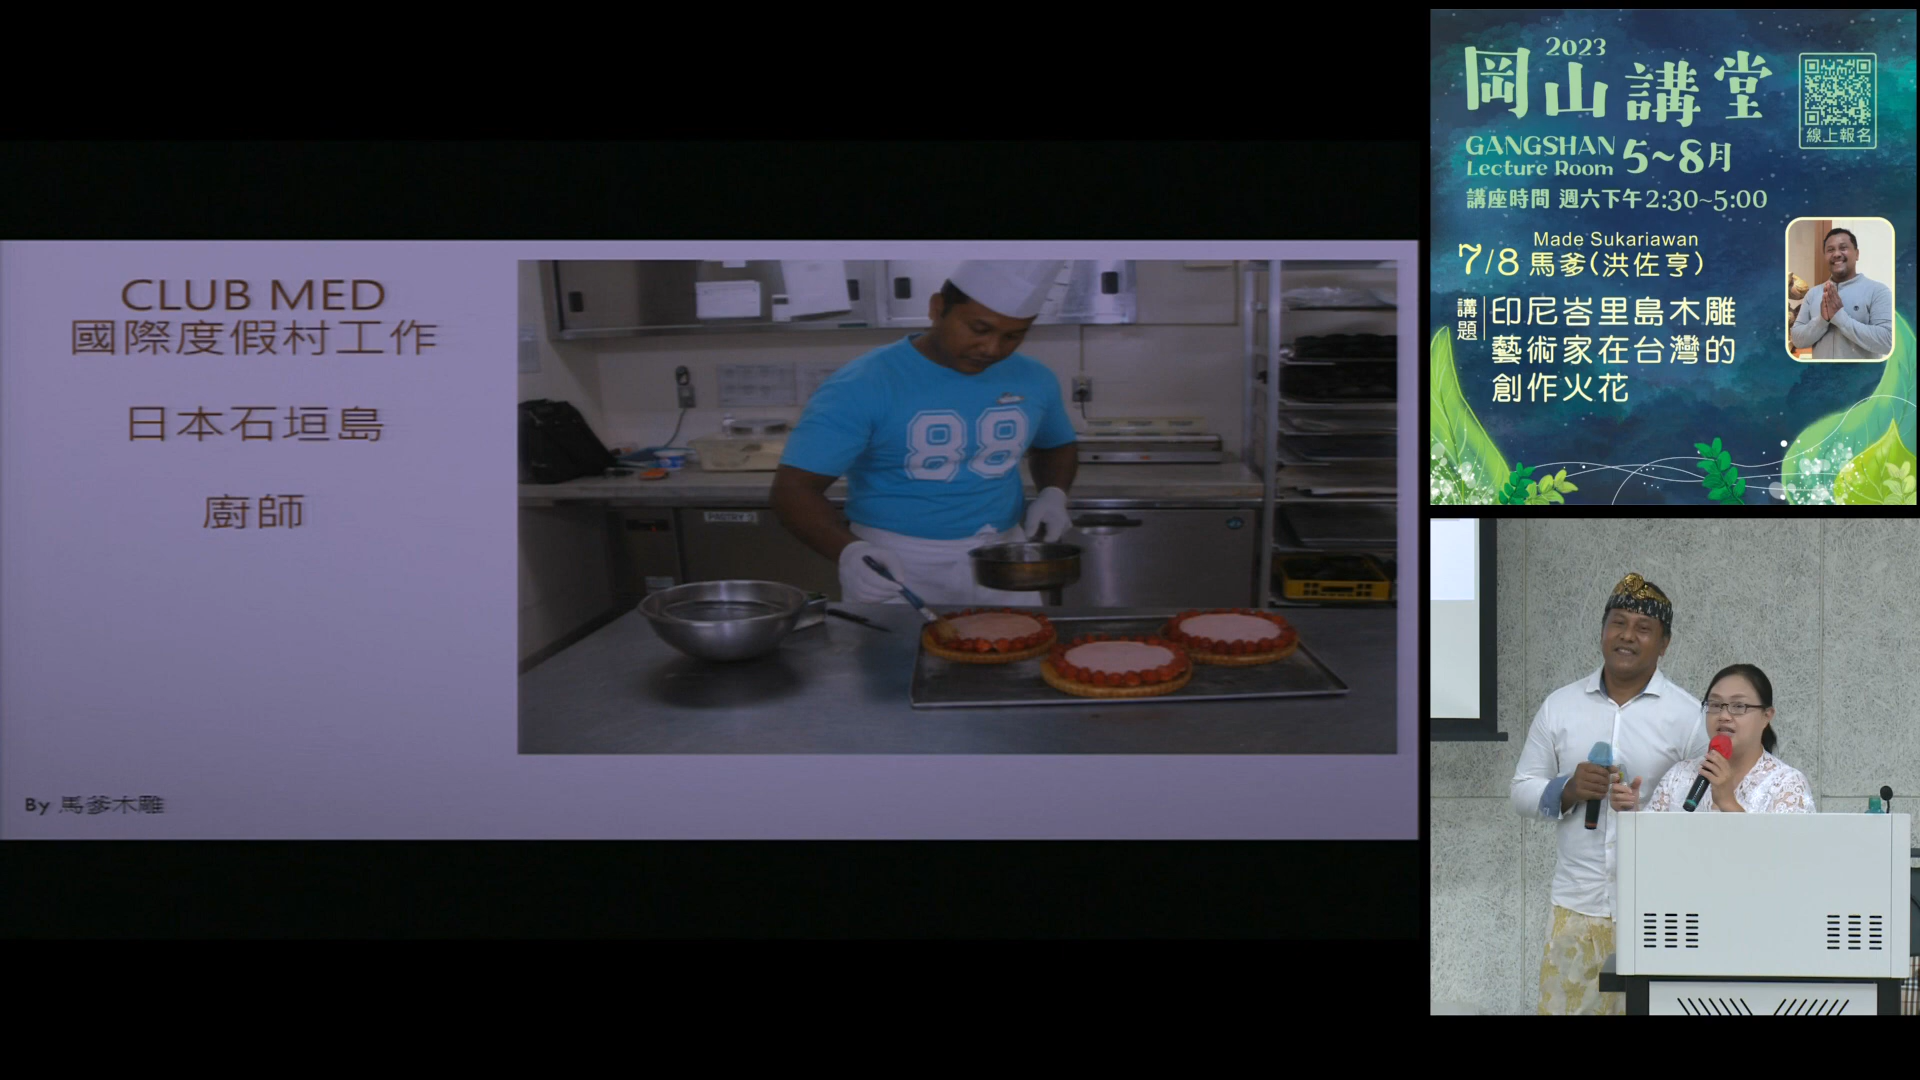 CLUB MED
國際度假村工作
日本石垣島
廚師
88
PASTRY
By 馬爹木雕
2023
岡山講堂
線上報名
GANGSHAN
Lecture Room
5~8月
講座時間 週六下午2:30~5:00
Made Sukariawan
7/8 馬爹(洪佐亨)
講題
印尼峇里島木雕
藝術家在台灣的
創作火花